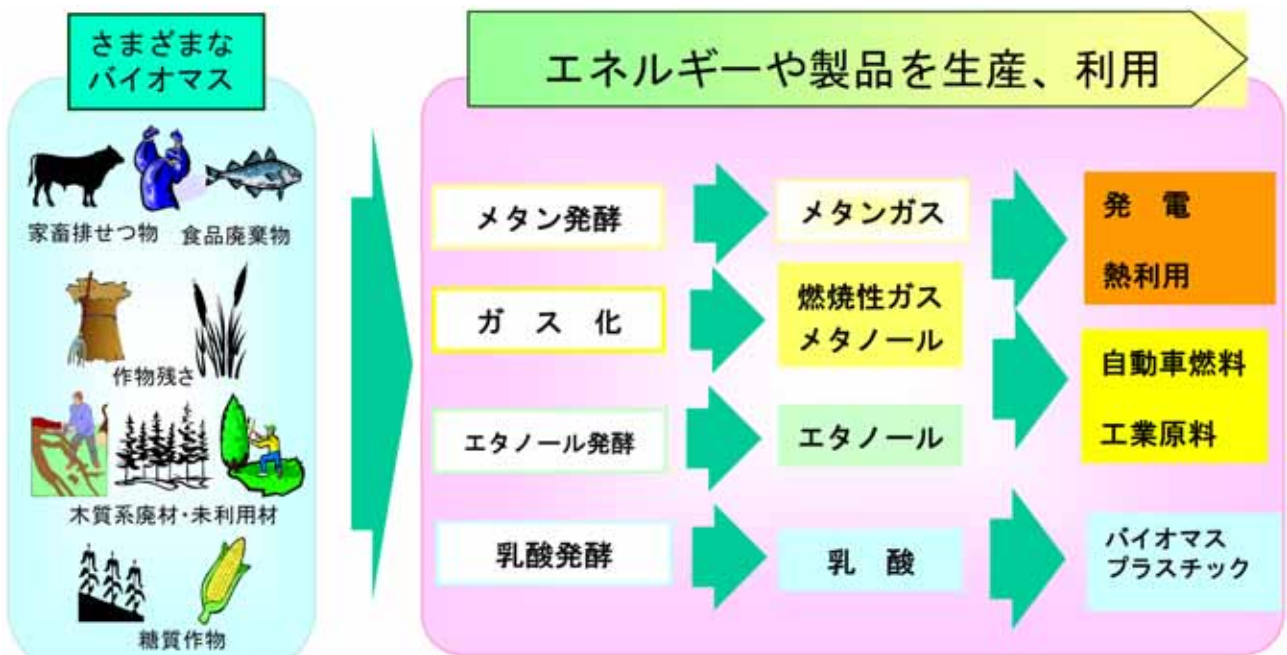 さまざまな
バイオマス
家畜排せつ物
食品廃棄物
作物残さ
木質系廃材・未利用材
糖質作物
エネルギーや製品を生産、利用
メタン発酵
メタンガス
ガ ス 化
燃焼性ガス
メタノール
エタノール発酵
エタノール
乳酸発酵
乳 酸
発 電
熱利用
自動車燃料
工業原料
バイオマス
プラスチック